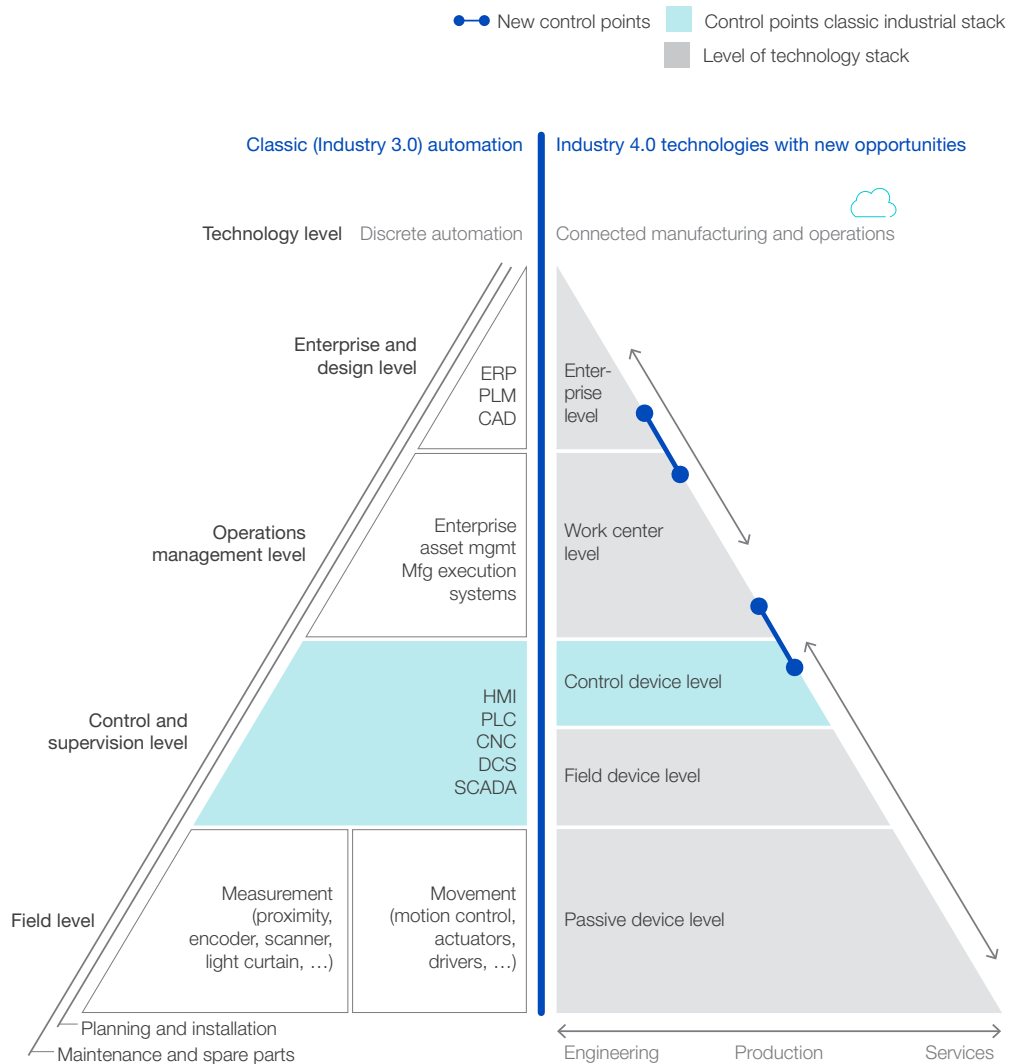 New control points
Control points classic industrial stack
Level of technology stack
Classic (Industry 3.0) automation
Industry 4.0 technologies with new opportunities
Technology level
Discrete automation
Connected manufacturing and operations
Enterprise and
design level
ERP
PLM
CAD
Enter-
prise
level
Operations
management level
Enterprise
asset mgmt
Mfg execution
systems
Work center
level
Control and
supervision level
HMI
PLC
CNC
DCS
SCADA
Control device level
Field device level
Field level
Measurement
(proximity,
encoder, scanner,
light curtain, …)
Movement
(motion control,
actuators,
drivers, …)
Passive device level
Planning and installation
Maintenance and spare parts
Engineering
Production
Services